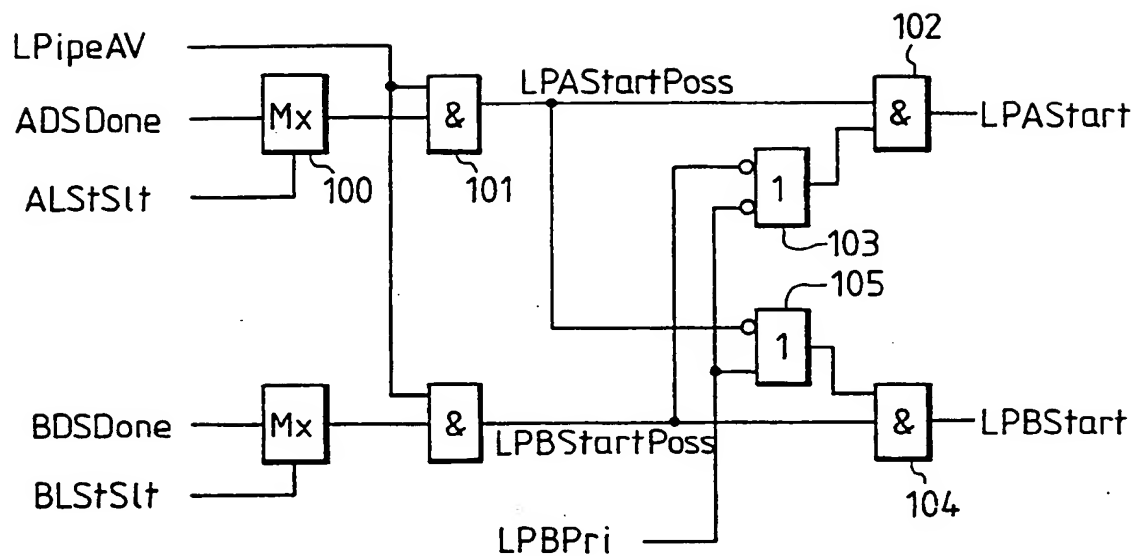 102
LPipeAV
LPAStartPoss
ADSDone
Mx
&
&
LPAStart
100
101
ALStSlt
1
103
105
1
BDSDone
Mx
&
LPBStartPoss
&
LPBStart
BLStSlt
104
LPBPri